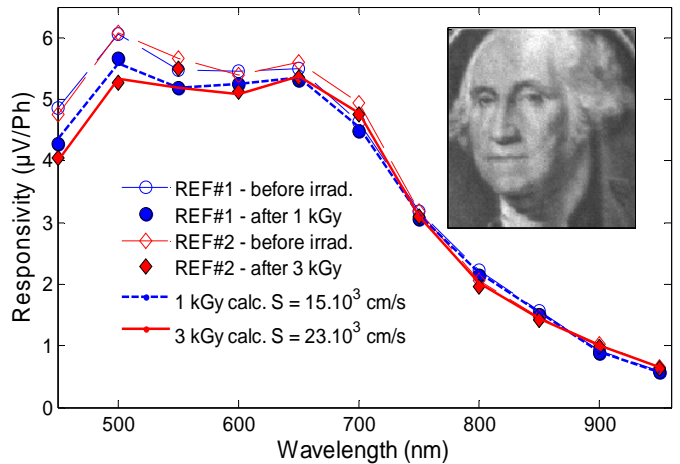 6
5
4
3
2
1
0
Responsivity (µV/Ph)
REF#1 - before irrad.
REF#1 - after 1 kGy
REF#2 - before irrad.
REF#2 - after 3 kGy
1 kGy calc. S = 15.10³ cm/s
3 kGy calc. S = 23.10³ cm/s
500 600 700 800 900
Wavelength (nm)